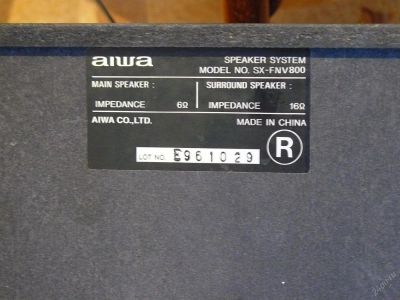 aiwa
SPEAKER SYSTEM
MODEL NO. SX-FNV800
MAIN SPEAKER :
SURROUND SPEAKER :
IMPEDANCE 6Ω
IMPEDANCE 16Ω
AIWA CO.,LTD.
MADE IN CHINA
LOT NO. E961029
R